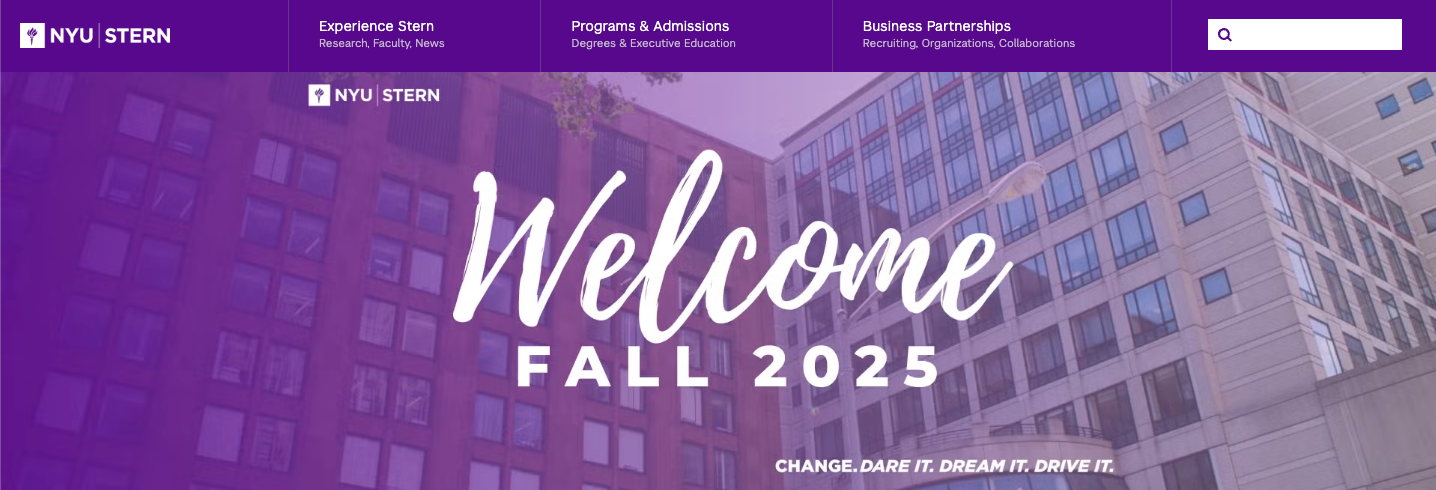 NYU STERN
Experience Stern
Research, Faculty, News
Programs & Admissions
Degrees & Executive Education
Business Partnerships
Recruiting, Organizations, Collaborations
NYU STERN
Welcome
FALL 2025
CHANGE. DARE IT. DREAM IT. DRIVE IT.